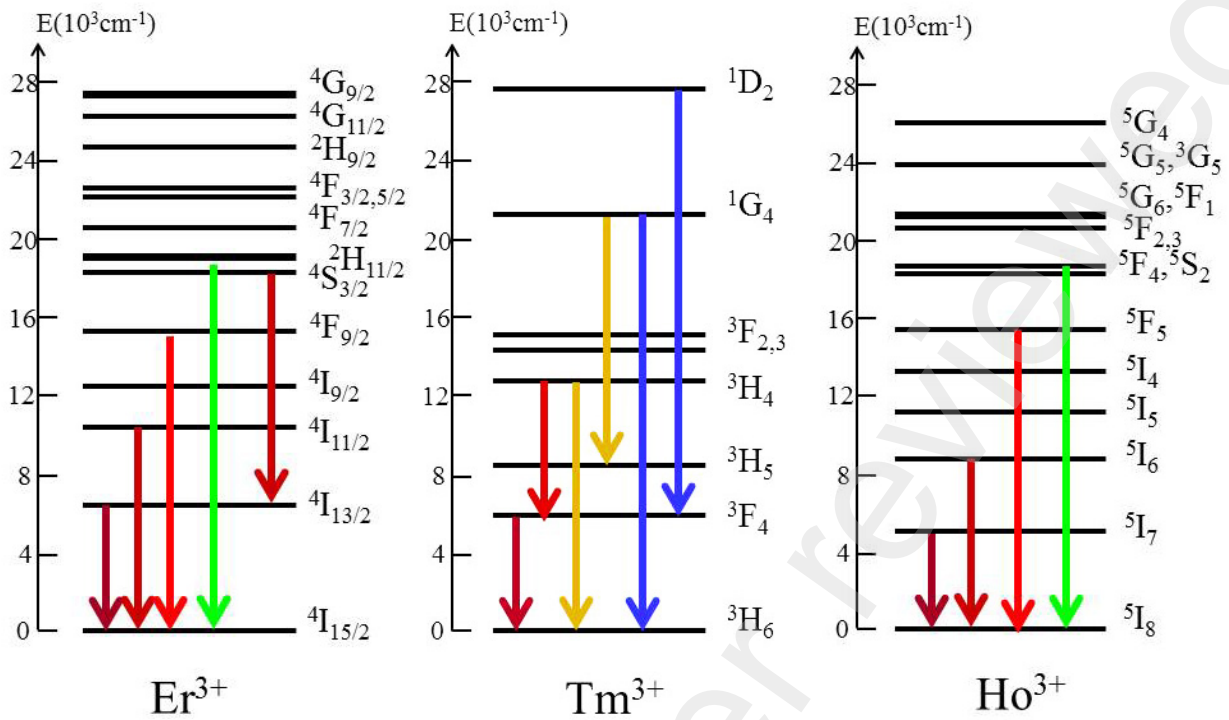 E(10³cm⁻¹)
28
24
20
16
12
8
4
0
⁴G₉/₂
⁴G₁₁/₂
²H₉/₂
⁴F₃/₂,₅/₂
⁴F₇/₂
²H₁₁/₂
⁴S₃/₂
⁴F₉/₂
⁴I₉/₂
⁴I₁₁/₂
⁴I₁₃/₂
⁴I₁₅/₂
Er³⁺
E(10³cm⁻¹)
28
24
20
16
12
8
4
0
¹D₂
¹G₄
³F₂,₃
³H₄
³H₅
³F₄
³H₆
Tm³⁺
E(10³cm⁻¹)
28
24
20
16
12
8
4
0
⁵G₄
⁵G₅,³G₅
⁵G₆,⁵F₁
⁵F₂,₃
⁵F₄,⁵S₂
⁵F₅
⁵I₄
⁵I₅
⁵I₆
⁵I₇
⁵I₈
Ho³⁺
er reviewed